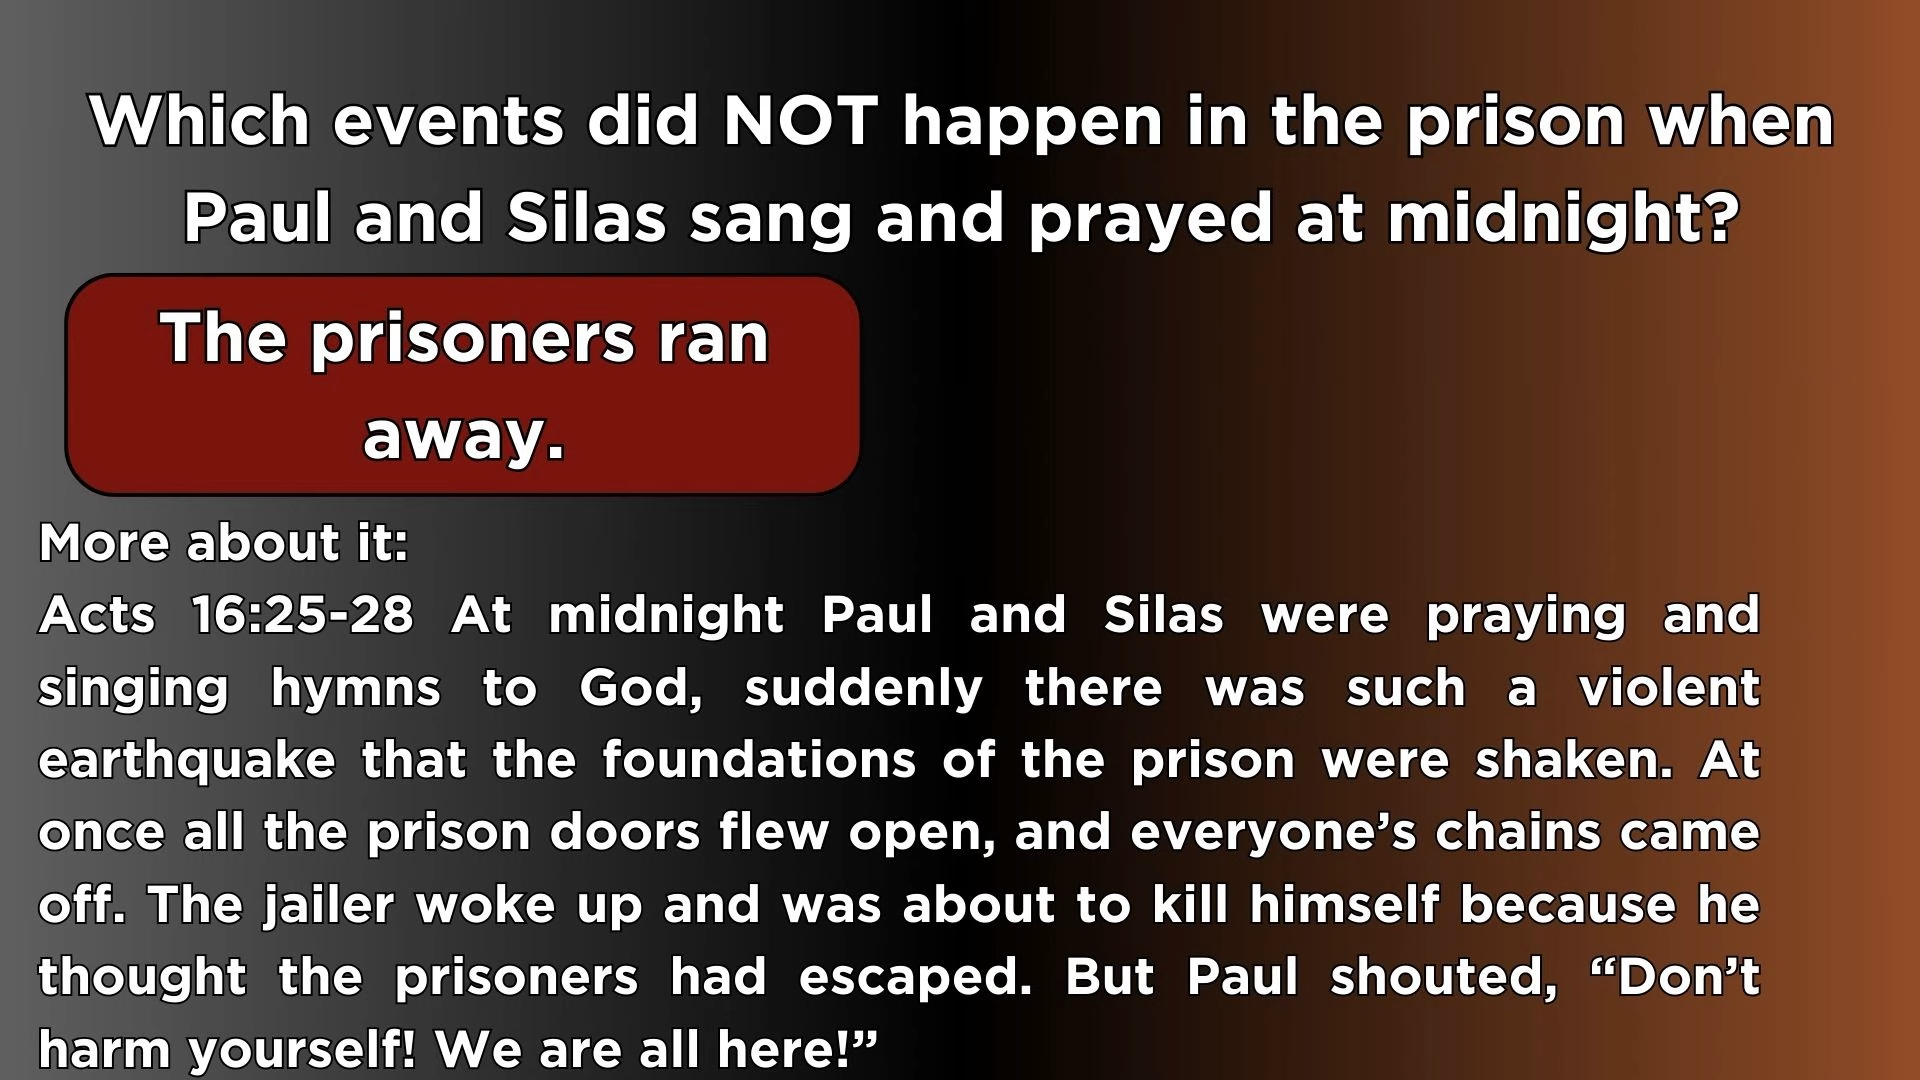 Which events did NOT happen in the prison when
Paul and Silas sang and prayed at midnight?
The prisoners ran
away.
More about it:
Acts 16:25-28 At midnight Paul and Silas were praying and
singing hymns to God, suddenly there was such a violent
earthquake that the foundations of the prison were shaken. At
once all the prison doors flew open, and everyone’s chains came
off. The jailer woke up and was about to kill himself because he
thought the prisoners had escaped. But Paul shouted, “Don’t
harm yourself! We are all here!”